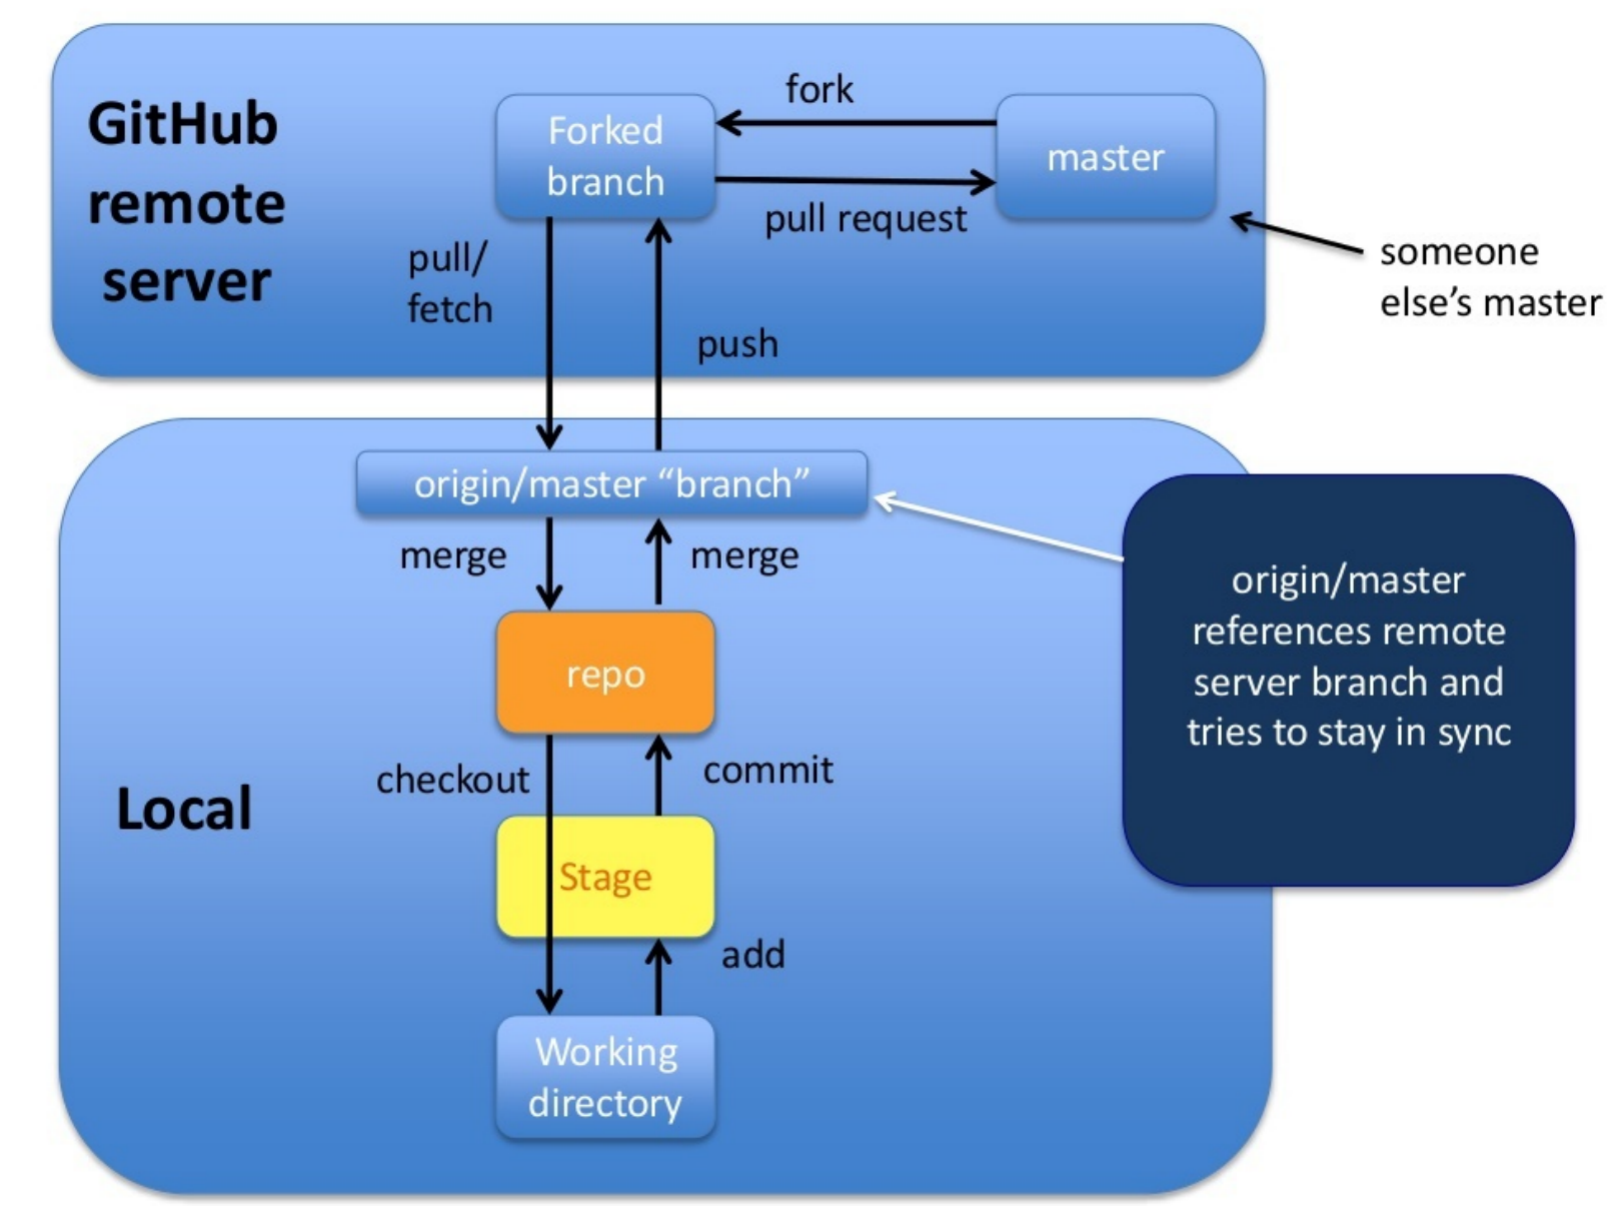 GitHub
remote
server
fork
Forked
branch
master
pull request
pull/
fetch
push
someone
else’s master
origin/master “branch”
merge
merge
origin/master
references remote
server branch and
tries to stay in sync
repo
checkout
commit
Local
Stage
add
Working
directory